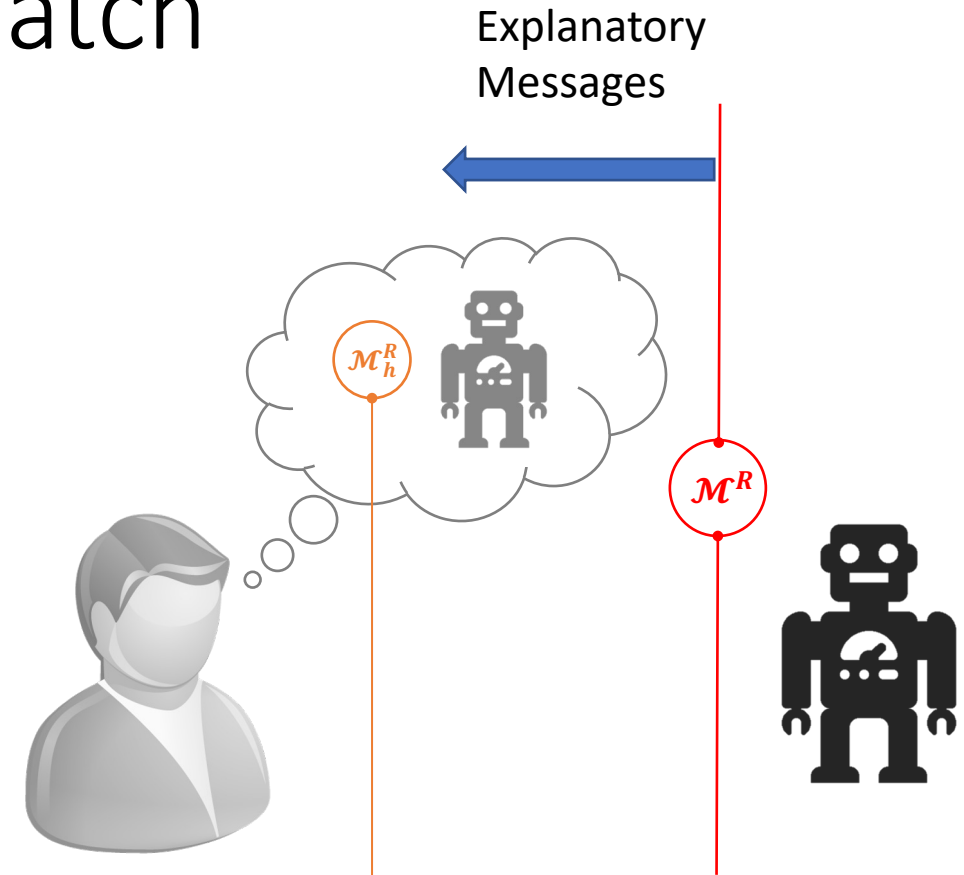 atch
Explanatory
Messages
ℳ_h^R
ℳ^R